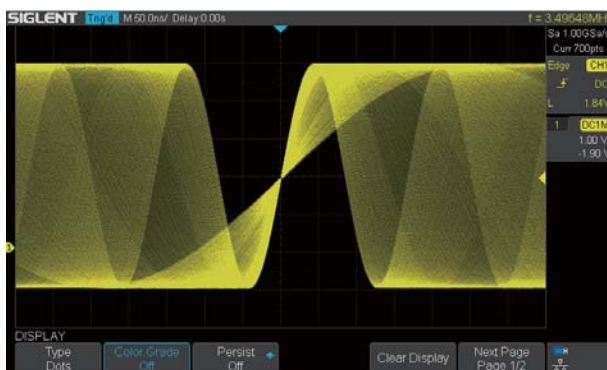 SIGLENT Trig'd M 50.0ns/ Delay:0.00s f = 3.49648MH
Sa 1.00GSa/s
Curr 700pts
Edge CH1
DC
L 1.84V
1 DC1M
1.00 V
-1.90 V
1
DISPLAY
Type Color Grade Persist Clear Display Next Page
Dots Off Off Page 1/2